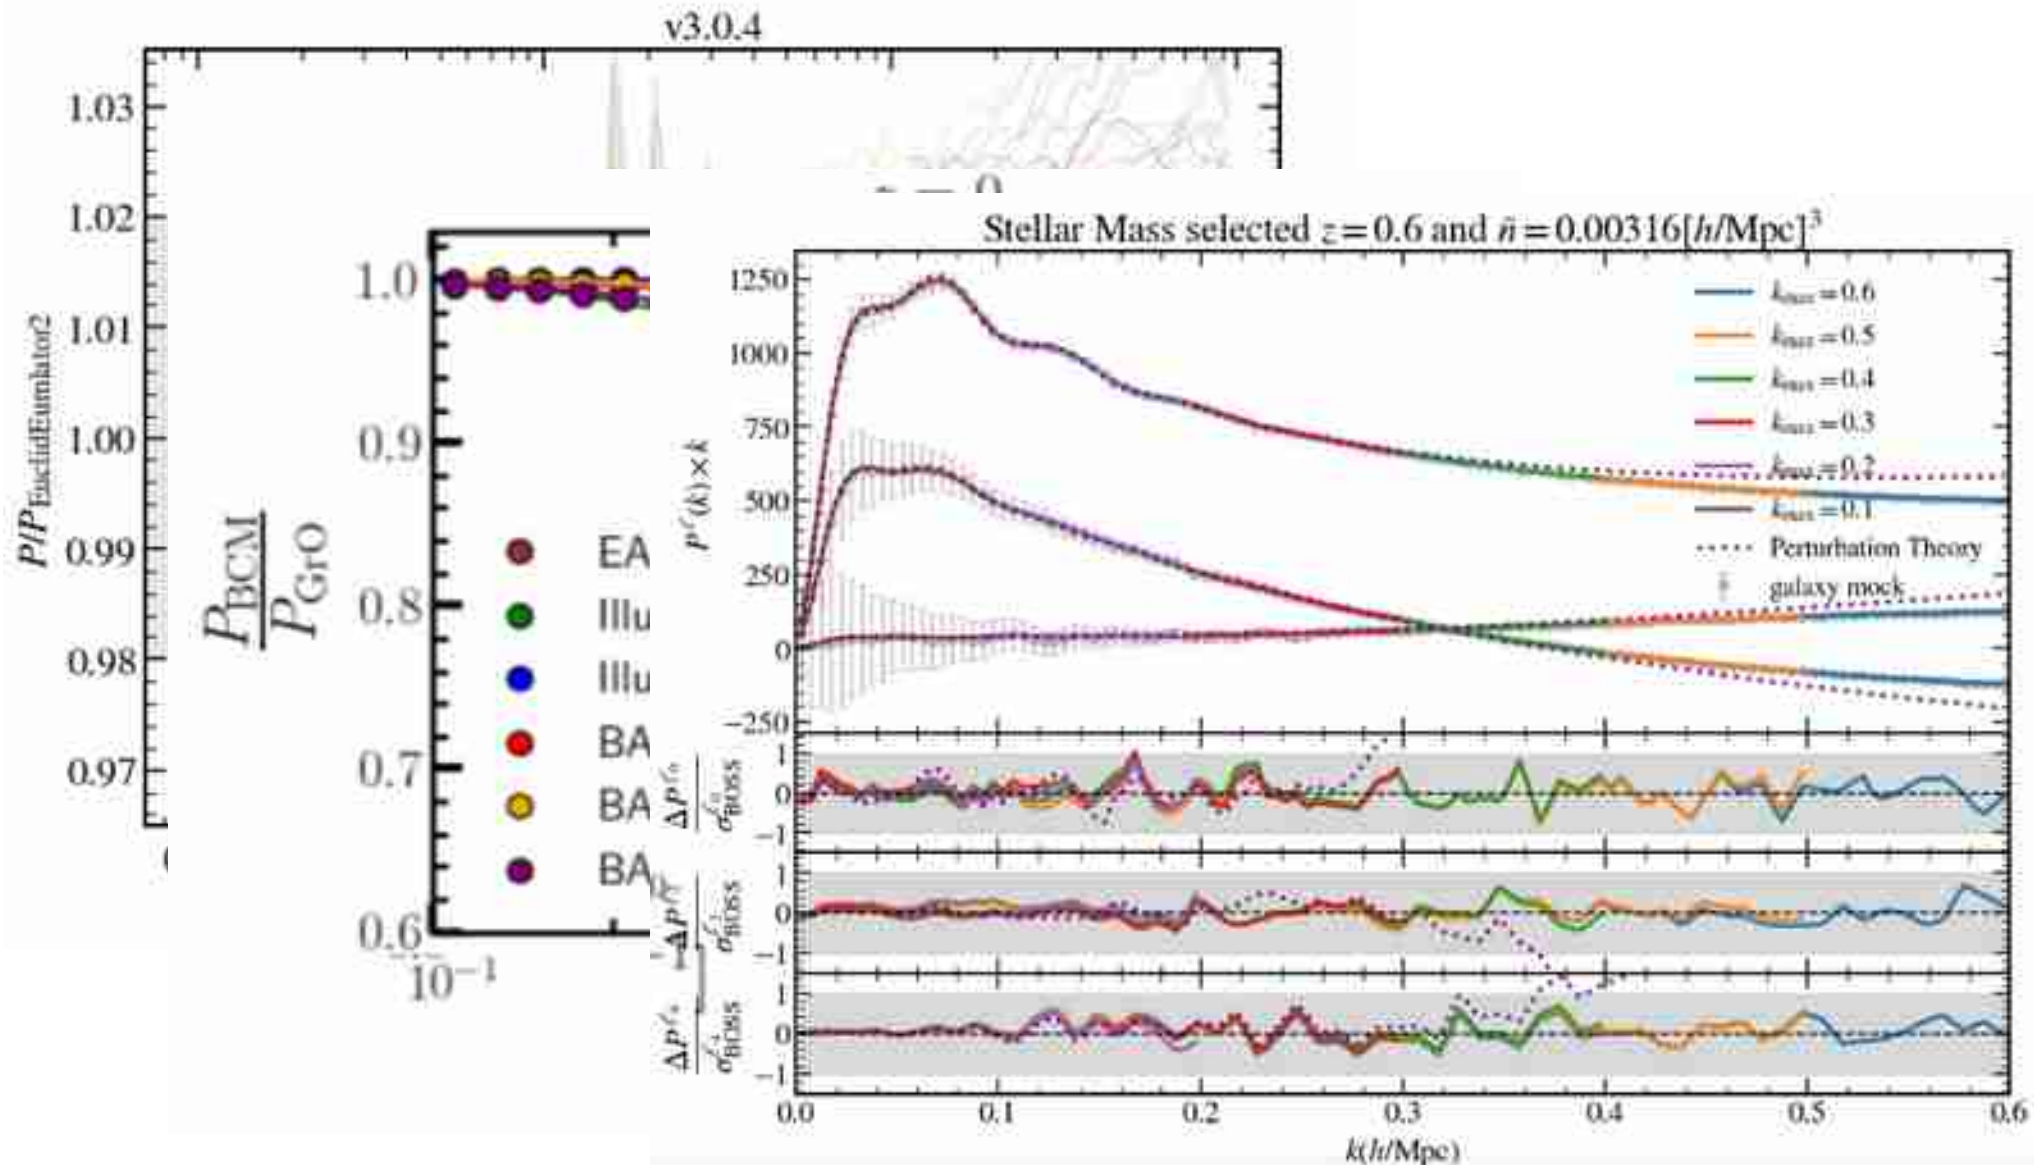 v3.0.4
1.03
1.02
1.01
1.00
0.99
0.98
0.97
P/P_EuclidEumlator2
P_BCM
P_GrO
1.0
0.9
0.8
0.7
0.6
10⁻¹
EA
Illu
Illu
BA
BA
BA
Stellar Mass selected z=0.6 and n̄=0.00316[h/Mpc]³
1250
1000
750
500
250
0
−250
k_max=0.6
k_max=0.5
k_max=0.4
k_max=0.3
k_max=0.2
k_max=0.1
Perturbation Theory
galaxy mock
1
0
−1
1
0
−1
1
0
−1
0.0 0.1 0.2 0.3 0.4 0.5 0.6
k(h/Mpc)